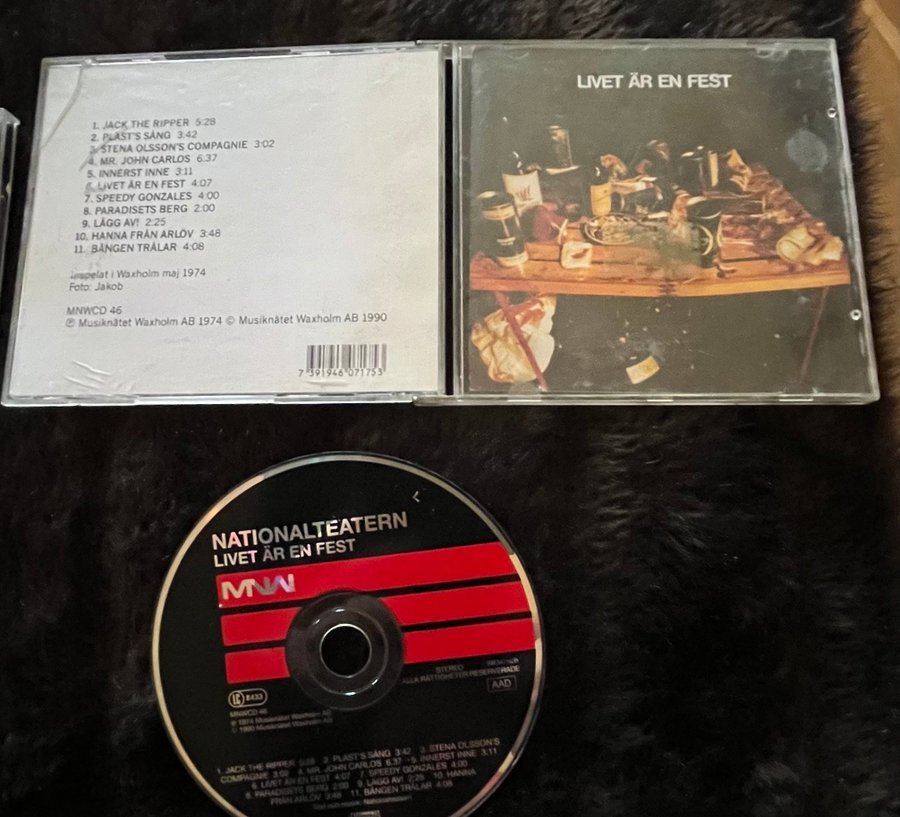 1. JACK THE RIPPER 5:28
2. PLAST'S SÅNG 3:42
3. STENA OLSSON'S COMPAGNIE 3:02
4. MR. JOHN CARLOS 6.37
5. INNERST INNE 3:11
6. LIVET ÄR EN FEST 4:07
7. SPEEDY GONZALES 4:00
8. PARADISETS BERG 2:00
9. LÄGG AV! 2:25
10. HANNA FRÅN ARLÖV 3:48
11. BÄNGEN TRÅLAR 4:08
Inspelat i Waxholm maj 1974
Foto: Jakob
MNWCD 46
℗ Musiknätet Waxholm AB 1974 © Musiknätet Waxholm AB 1990
7 391946 071753
LIVET ÄR EN FEST
NATIONALTEATERN
LIVET ÄR EN FEST
MNW
STEREO
ALLA RÄTTIGHETER RESERVERADE
AAD
LC 8433
MNWCD 46
℗ 1974 Musiknätet Waxholm AB
© 1990 Musiknätet Waxholm AB
1. JACK THE RIPPER 5:28 2. PLAST'S SÅNG 3:42 3. STENA OLSSON'S
COMPAGNIE 3:02 4. MR. JOHN CARLOS 6.37 5. INNERST INNE 3:11
6. LIVET ÄR EN FEST 4:07 7. SPEEDY GONZALES 4:00
8. PARADISETS BERG 2:00 9. LÄGG AV! 2:25 10. HANNA
FRÅN ARLÖV 3:48 11. BÄNGEN TRÅLAR 4:08